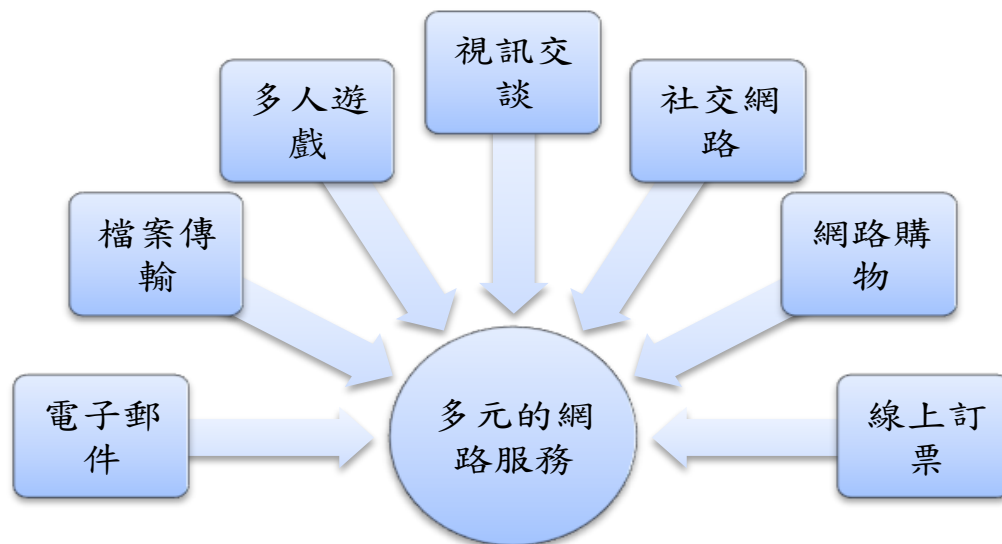 電子郵
件
檔案傳
輸
多人遊
戲
視訊交
談
社交網
路
網路購
物
線上訂
票
多元的網
路服務